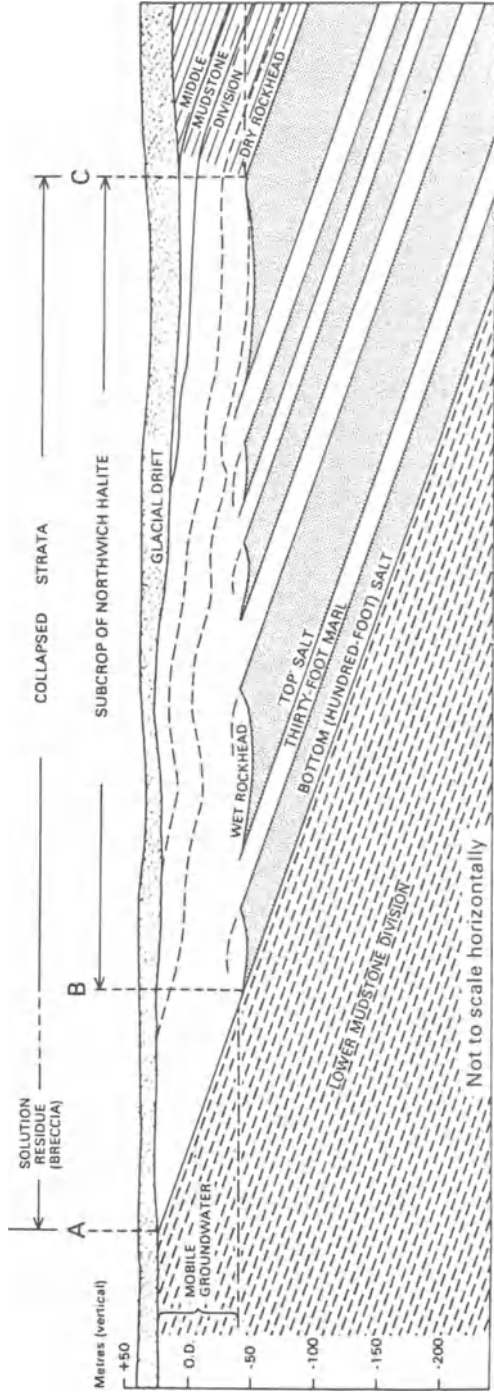 COLLAPSED STRATA
SOLUTION
RESIDUE
(BRECCIA)
SUBCROP OF NORTHWICH HALITE
A
B
C
Metres (vertical)
+50
O.D.
-50
-100
-150
-200
GLACIAL DRIFT
MIDDLE
MUDSTONE
DIVISION
DRY ROCKHEAD
MOBILE
GROUNDWATER
WET ROCKHEAD
TOP SALT
THIRTY-FOOT MARL
BOTTOM (HUNDRED-FOOT) SALT
LOWER MUDSTONE DIVISION
Not to scale horizontally